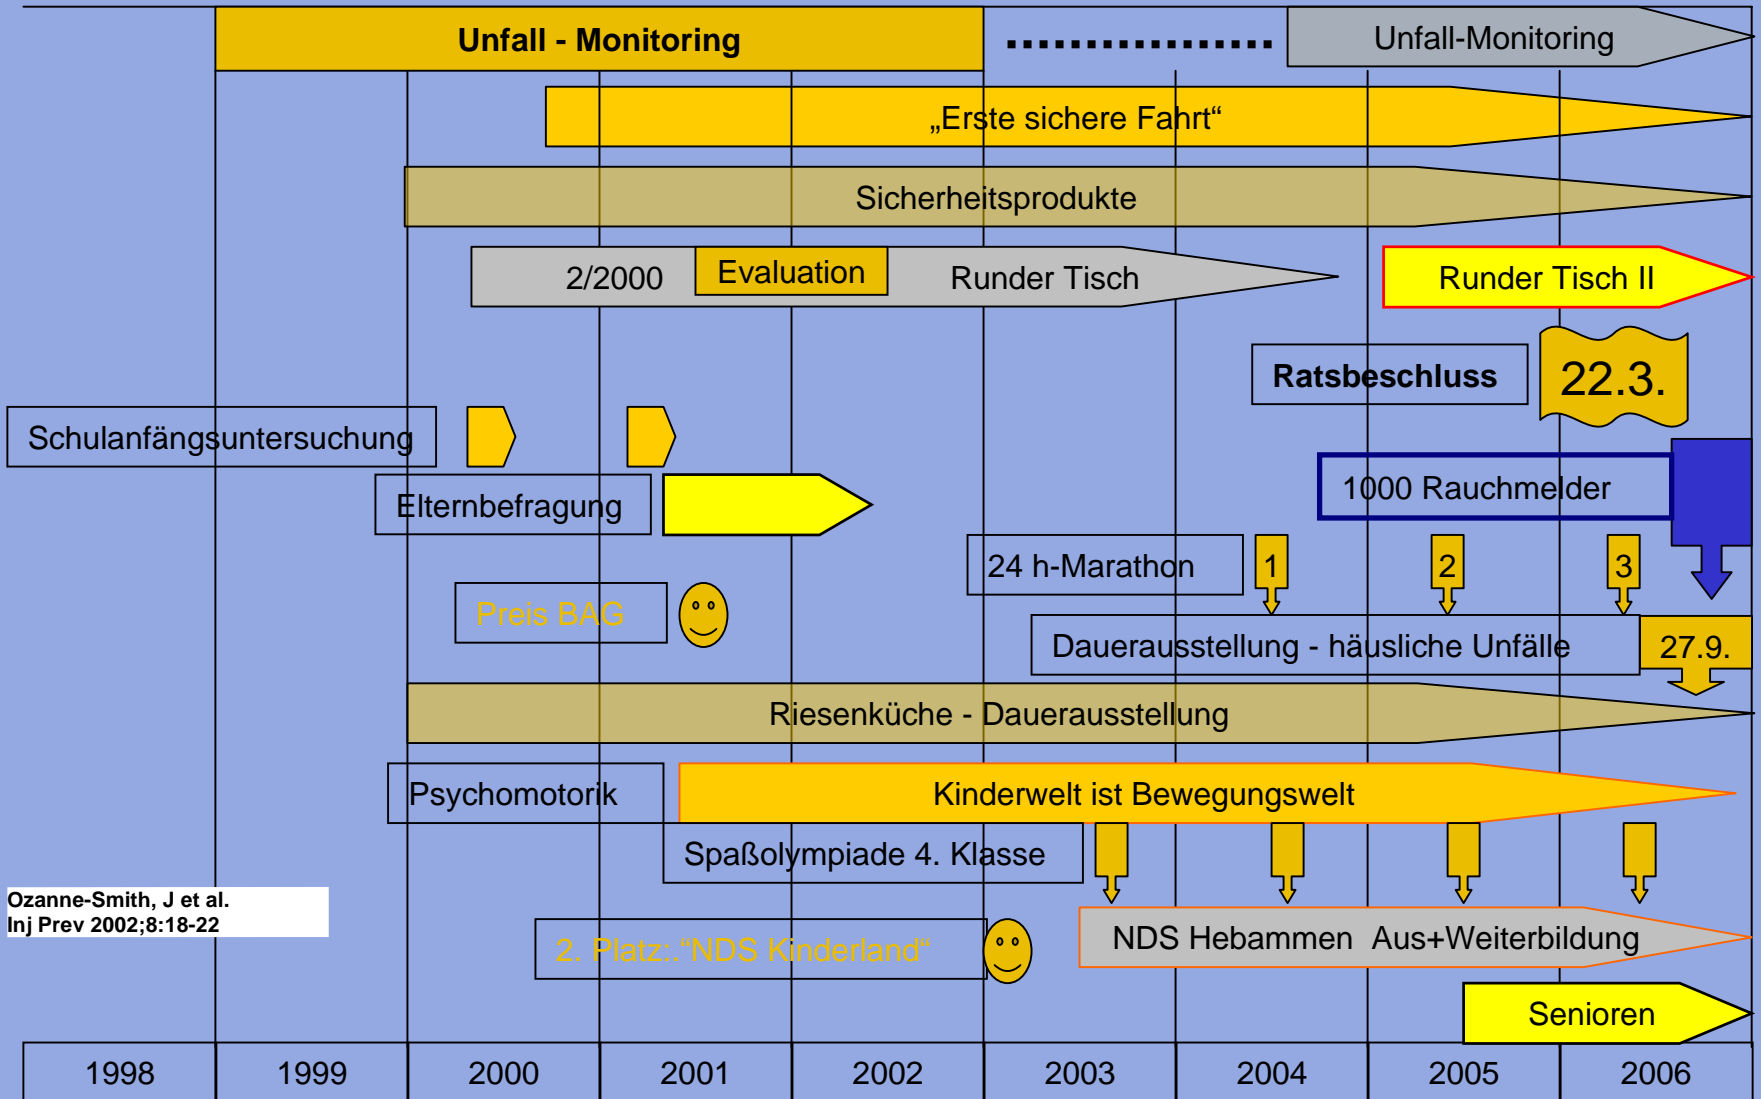 Unfall - Monitoring
Unfall-Monitoring
„Erste sichere Fahrt“
Sicherheitsprodukte
2/2000 Evaluation Runder Tisch
Runder Tisch II
Ratsbeschluss 22.3.
Schulanfängsuntersuchung
1000 Rauchmelder
Elternbefragung
24 h-Marathon 1 2 3
Preis BAG
Dauerausstellung - häusliche Unfälle 27.9.
Riesenküche - Dauerausstellung
Psychomotorik Kinderwelt ist Bewegungswelt
Spaßolympiade 4. Klasse
Ozanne-Smith, J et al.
Inj Prev 2002;8:18-22
2. Platz:.“NDS Kinderland“
NDS Hebammen Aus+Weiterbildung
Senioren
1998 1999 2000 2001 2002 2003 2004 2005 2006